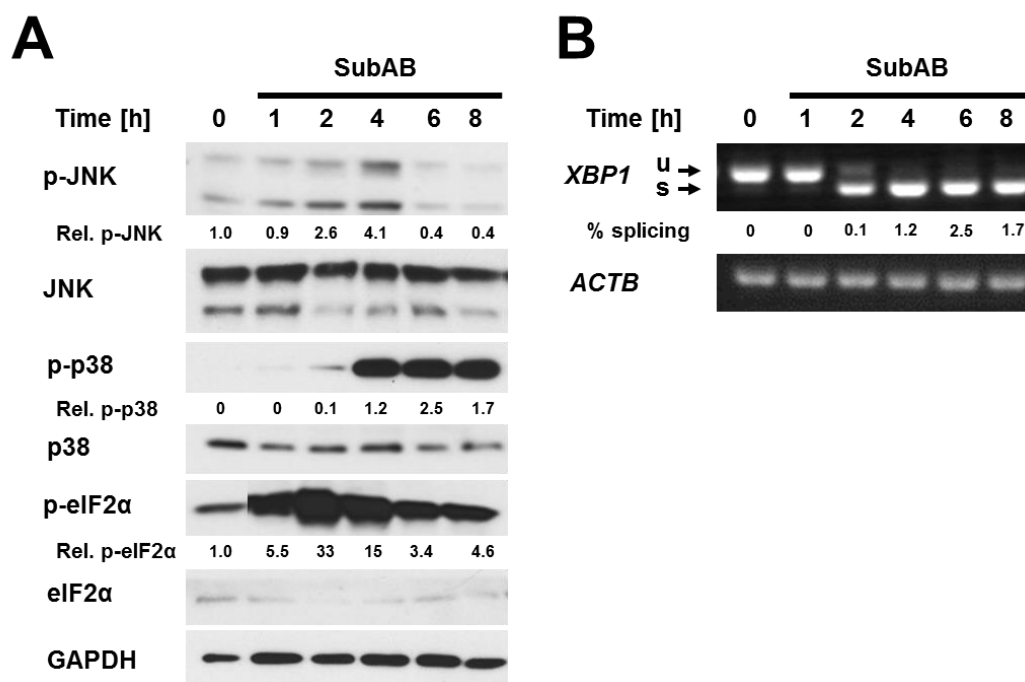 A
SubAB
Time [h] 0 1 2 4 6 8
p-JNK
Rel. p-JNK 1.0 0.9 2.6 4.1 0.4 0.4
JNK
p-p38
Rel. p-p38 0 0 0.1 1.2 2.5 1.7
p38
p-eIF2α
Rel. p-eIF2α 1.0 5.5 33 15 3.4 4.6
eIF2α
GAPDH
B
SubAB
Time [h] 0 1 2 4 6 8
u
XBP1
s
% splicing 0 0 0.1 1.2 2.5 1.7
ACTB